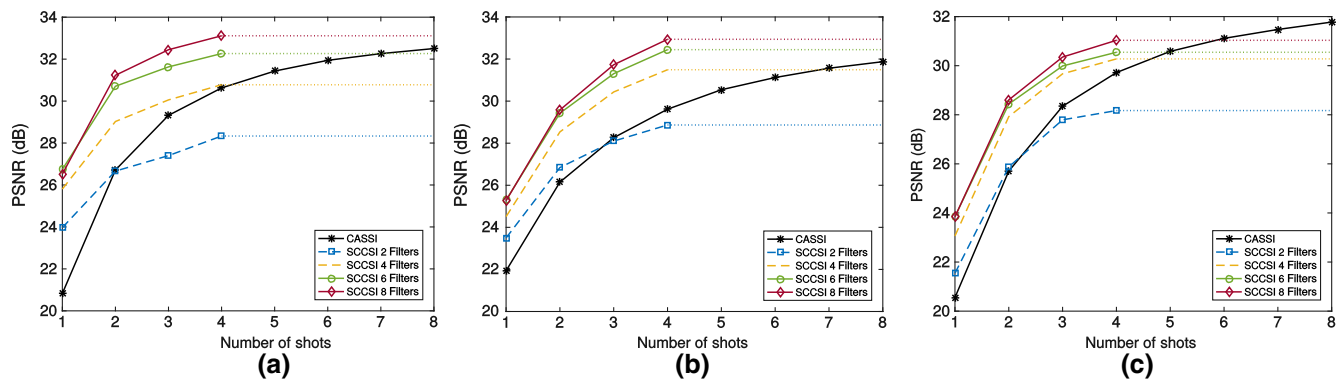 34
32
30
28
26
24
22
20
PSNR (dB)
1 2 3 4 5 6 7 8
Number of shots
CASSI
SCCSI 2 Filters
SCCSI 4 Filters
SCCSI 6 Filters
SCCSI 8 Filters
(a)
34
32
30
28
26
24
22
20
PSNR (dB)
1 2 3 4 5 6 7 8
Number of shots
CASSI
SCCSI 2 Filters
SCCSI 4 Filters
SCCSI 6 Filters
SCCSI 8 Filters
(b)
32
30
28
26
24
22
20
PSNR (dB)
1 2 3 4 5 6 7 8
Number of shots
CASSI
SCCSI 2 Filters
SCCSI 4 Filters
SCCSI 6 Filters
SCCSI 8 Filters
(c)